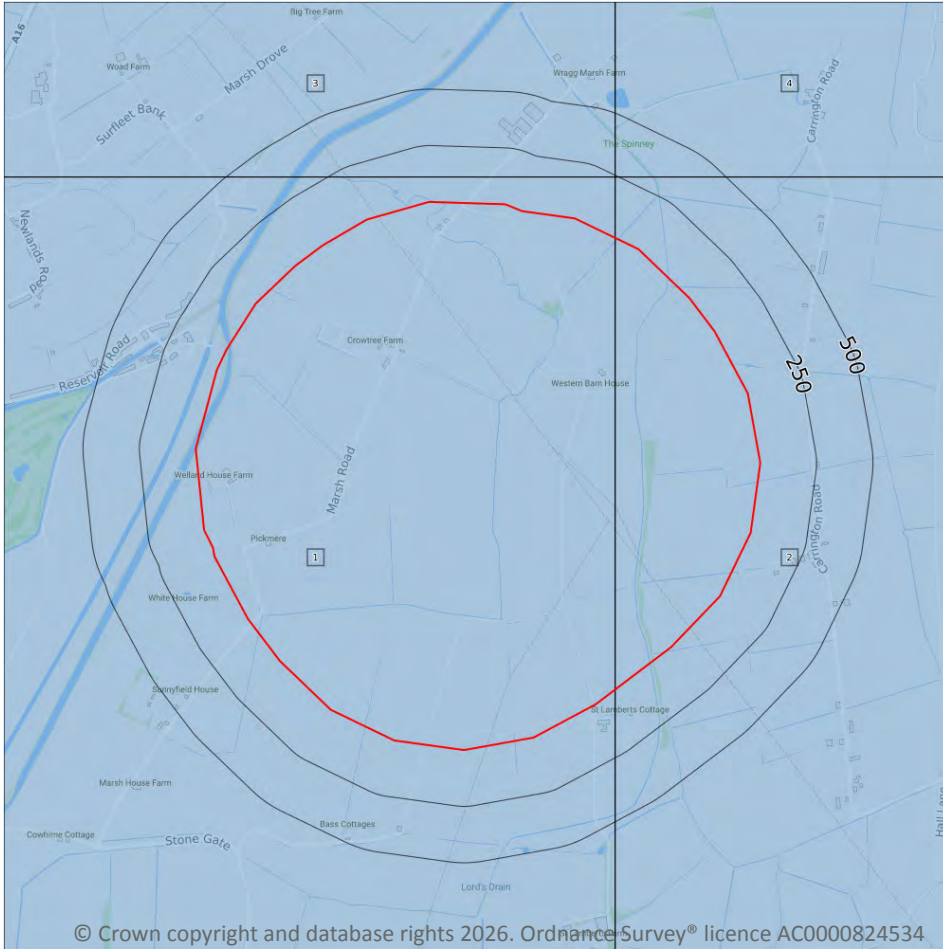 Big Tree Farm
A16
Woad Farm
Marsh Drove
Wragg Marsh Farm
3
4
Carrington Road
Surfleet Bank
The Spinney
Newlands Road
Crowtree Farm
Reservoir Road
500
250
Western Barn House
Marsh Road
Welland House Farm
Carrington Road
Pickmere
1
2
White House Farm
Sunnyfield House
St Lamberts Cottage
Marsh House Farm
Hall Lane
Bass Cottages
Cowhirne Cottage
Stone Gate
Lord's Drain
© Crown copyright and database rights 2026. Ordnance Survey® licence AC0000824534